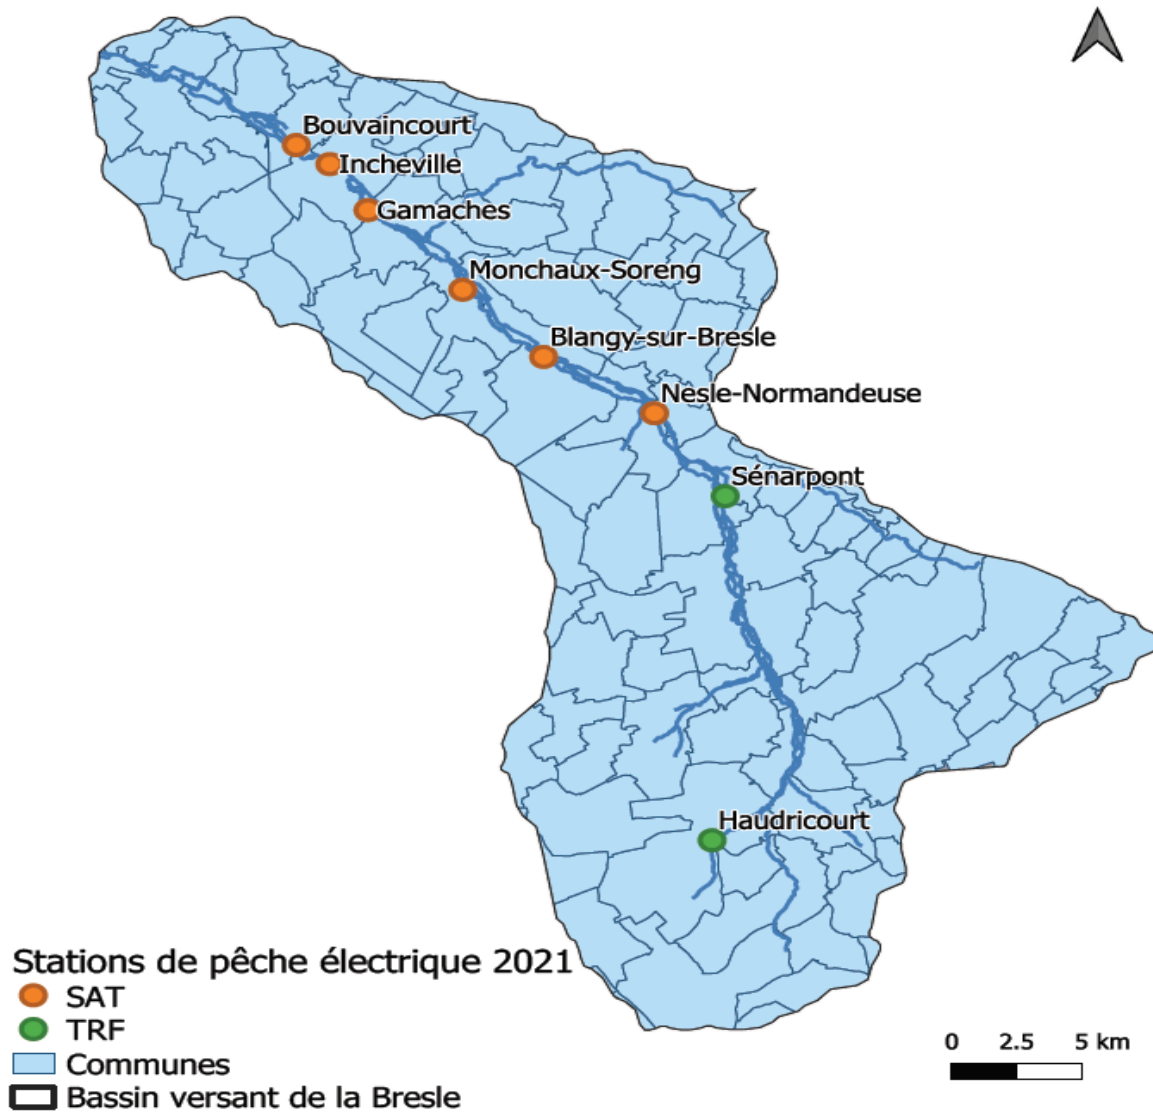 Bouvaincourt
Incheville
Gamaches
Monchaux-Soreng
Blangy-sur-Bresle
Nesle-Normandeuse
Sénarpont
Haudricourt
Stations de pêche électrique 2021
SAT
TRF
Communes
Bassin versant de la Bresle
0 2.5 5 km